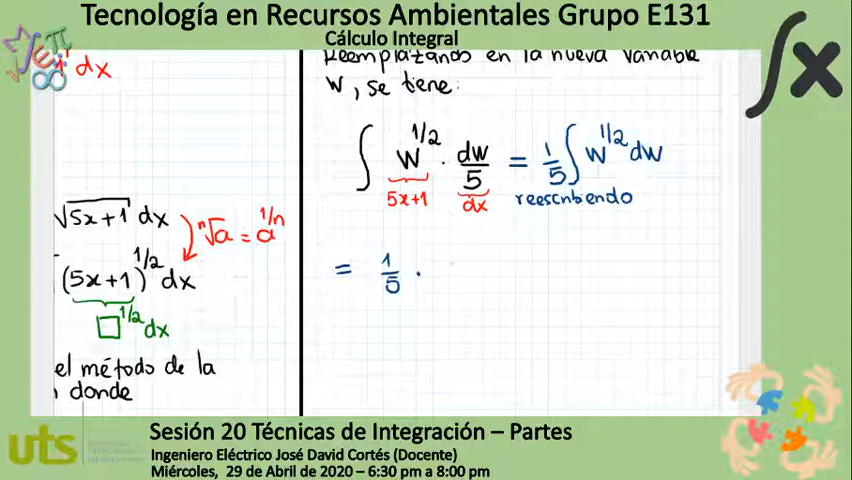 Tecnología en Recursos Ambientales Grupo E131
Cálculo Integral
dx
√5x+1 dx
ⁿ√a = a^1/n
(5x+1)^1/2 dx
□^1/2 dx
el método de la
donde
Reemplazando en la nueva variable
W, se tiene:
∫ W^1/2 · dw/5 = 1/5 ∫ W^1/2 dw
5x+1 dx reescribiendo
= 1/5 ·
∫x
uts
Sesión 20 Técnicas de Integración – Partes
Ingeniero Eléctrico José David Cortés (Docente)
Miércoles, 29 de Abril de 2020 – 6:30 pm a 8:00 pm